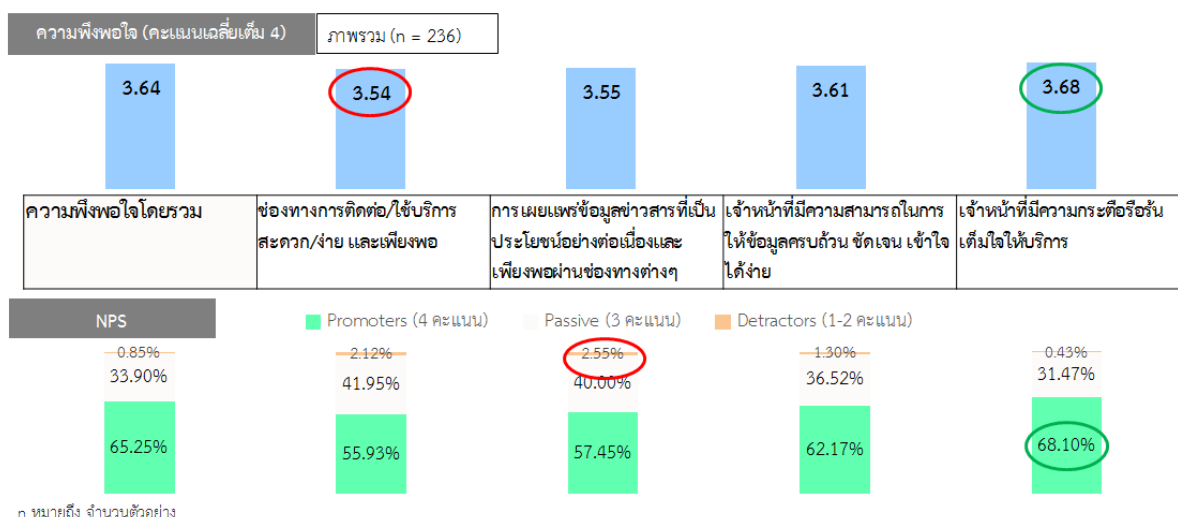 ความพึงพอใจ (คะแนนเฉลี่ยเต็ม 4)
ภาพรวม (n = 236)
3.64
3.54
3.55
3.61
3.68
ความพึงพอใจโดยรวม
ช่องทางการติดต่อ/ใช้บริการ
สะดวก/ง่าย และเพียงพอ
การเผยแพร่ข้อมูลข่าวสารที่เป็น
ประโยชน์อย่างต่อเนื่องและ
เพียงพอผ่านช่องทางต่างๆ
เจ้าหน้าที่มีความสามารถในการ
ให้ข้อมูลครบถ้วน ชัดเจน เข้าใจ
ได้ง่าย
เจ้าหน้าที่มีความกระตือรือร้น
เต็มใจให้บริการ
NPS
Promoters (4 คะแนน)
Passive (3 คะแนน)
Detractors (1-2 คะแนน)
0.85%
2.12%
2.55%
1.30%
0.43%
33.90%
41.95%
40.00%
36.52%
31.47%
65.25%
55.93%
57.45%
62.17%
68.10%
n หมายถึง จำนวนตัวอย่าง